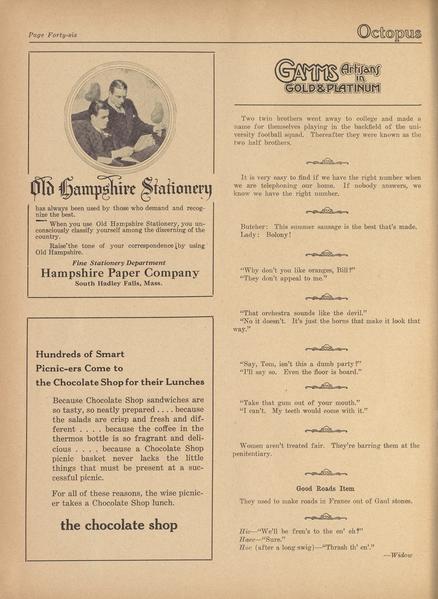 Page Forty-six
Octopus
Old Hampshire Stationery
has always been used by those who demand and recog-
nize the best.
When you use Old Hampshire Stationery, you un-
consciously classify yourself among the discerning of the
country.
Raise the tone of your correspondence by using
Old Hampshire.
Fine Stationery Department
Hampshire Paper Company
South Hadley Falls, Mass.
Hundreds of Smart
Picnic-ers Come to
the Chocolate Shop for their Lunches
Because Chocolate Shop sandwiches are
so tasty, so neatly prepared .... because
the salads are crisp and fresh and dif-
ferent .... because the coffee in the
thermos bottle is so fragrant and deli-
cious .... because a Chocolate Shop
picnic basket never lacks the little
things that must be present at a suc-
cessful picnic.
For all of these reasons, the wise picnic-
er takes a Chocolate Shop lunch.
the chocolate shop
GAMMS Artisans
in
GOLD & PLATINUM
Two twin brothers went away to college and made a
name for themselves playing in the backfield of the uni-
versity football squad. Thereafter they were known as the
two half brothers.
It is very easy to find if we have the right number when
we are telephoning our home. If nobody answers, we
know we have the right number.
Butcher: This summer sausage is the best that's made.
Lady: Bolony!
"Why don't you like oranges, Bill?"
"They don't appeal to me."
"That orchestra sounds like the devil."
"No it doesn't. It's just the horns that make it look that
way."
"Say, Tom, isn't this a dumb party?"
"I'll say so. Even the floor is board."
"Take that gum out of your mouth."
"I can't. My teeth would come with it."
Women aren't treated fair. They're barring them at the
penitentiary.
Good Roads Item
They used to make roads in France out of Gaul stones.
Hic—"We'll be fren's to the en' eh?"
Haec—"Sure."
Hoc (after a long swig)—"Thrash th' en'."
—Widow